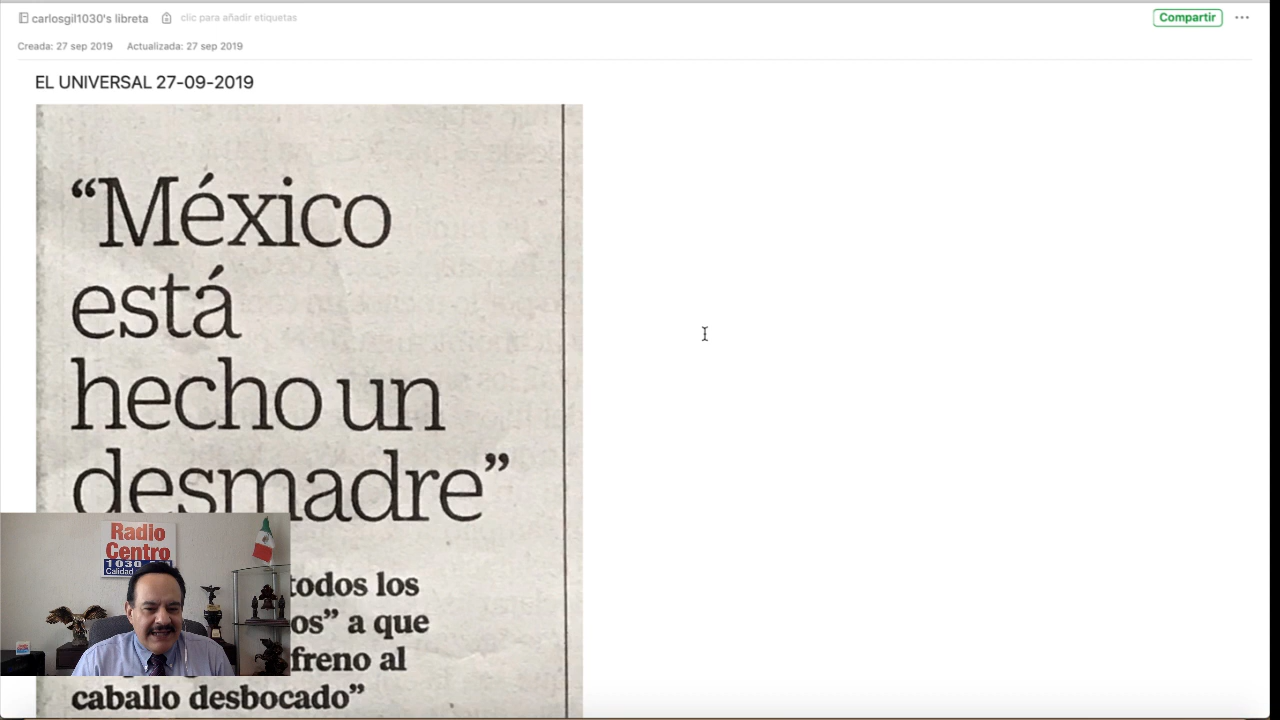 carlosgil1030's libreta
clic para añadir etiquetas
Compartir
Creada: 27 sep 2019
Actualizada: 27 sep 2019
EL UNIVERSAL 27-09-2019
“México
está
hecho un
desmadre”
todos los
os” a que
freno al
caballo desbocado”
Radio
Centro
1030
Calidad